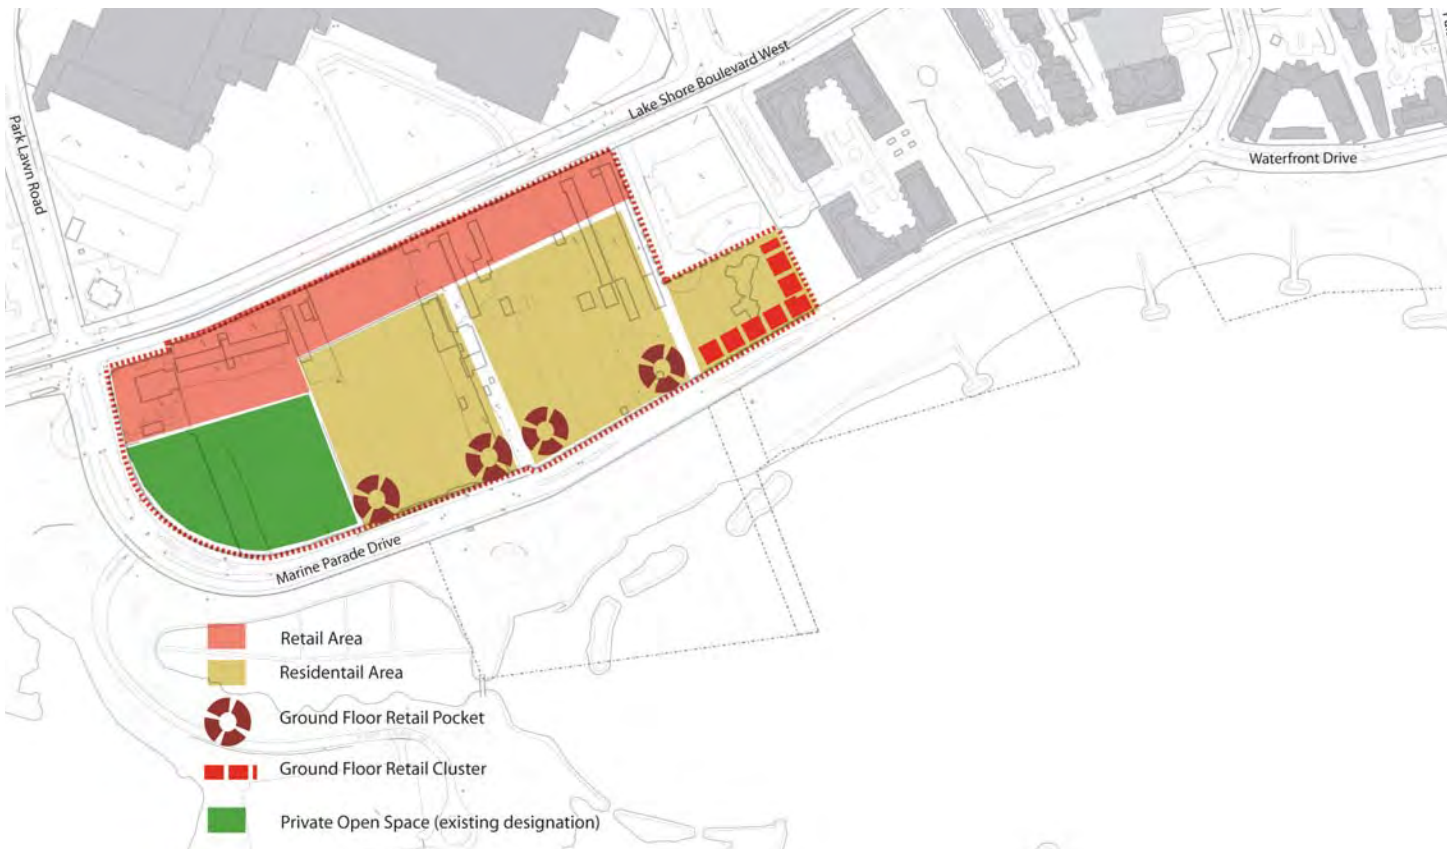 Lake Shore Boulevard West
Park Lawn Road
Waterfront Drive
Marine Parade Drive
Retail Area
Residentail Area
Ground Floor Retail Pocket
Ground Floor Retail Cluster
Private Open Space (existing designation)